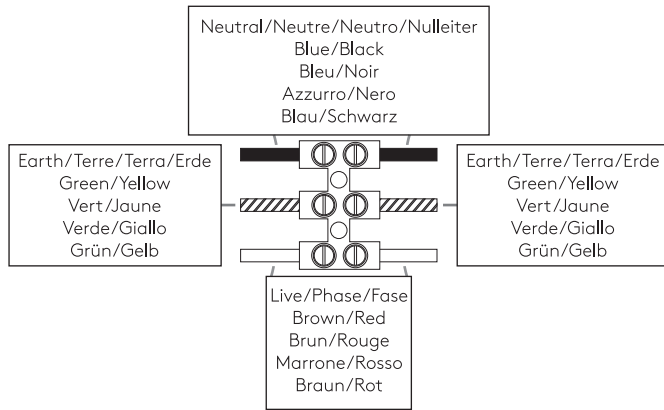 Neutral/Neutre/Neutro/Nulleiter
Blue/Black
Bleu/Noir
Azzurro/Nero
Blau/Schwarz
Earth/Terre/Terra/Erde
Green/Yellow
Vert/Jaune
Verde/Giallo
Grün/Gelb
Earth/Terre/Terra/Erde
Green/Yellow
Vert/Jaune
Verde/Giallo
Grün/Gelb
Live/Phase/Fase
Brown/Red
Brun/Rouge
Marrone/Rosso
Braun/Rot